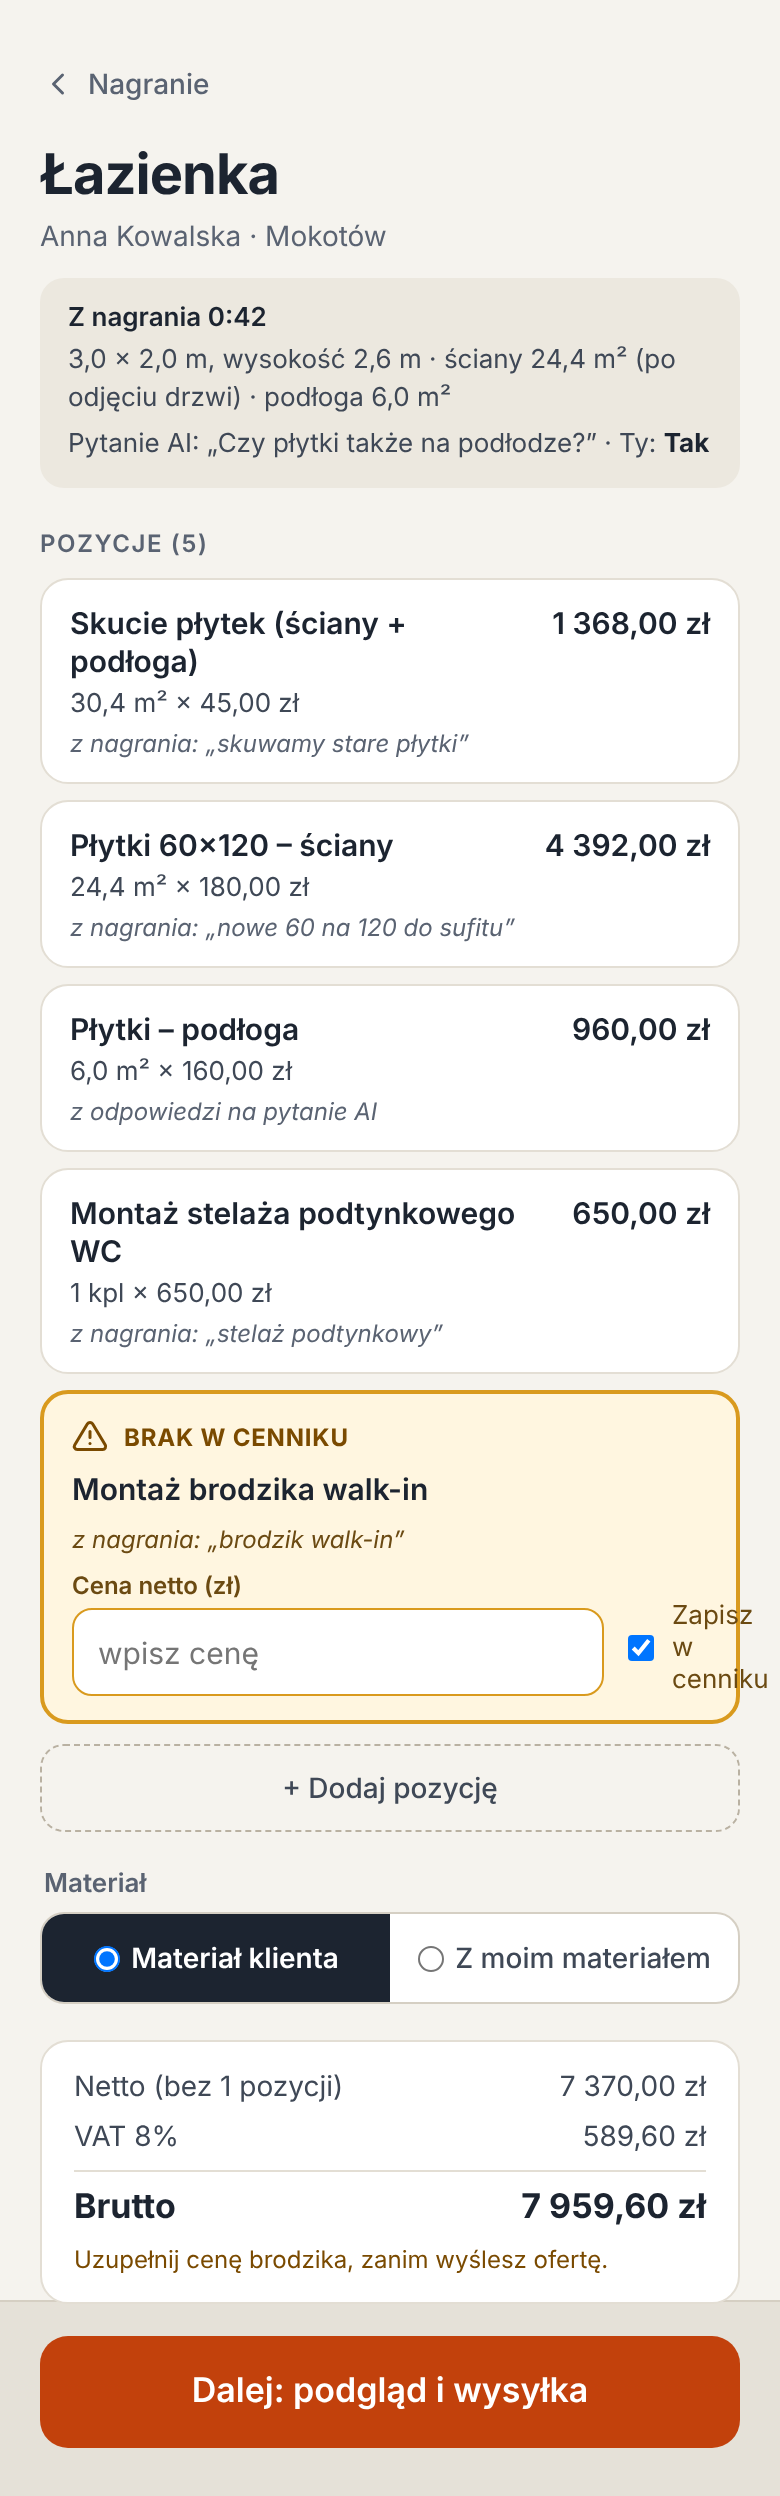 Nagranie
Łazienka
Anna Kowalska · Mokotów
Z nagrania 0:42
3,0 × 2,0 m, wysokość 2,6 m · ściany 24,4 m² (po
odjęciu drzwi) · podłoga 6,0 m²
Pytanie AI: „Czy płytki także na podłodze?” · Ty: Tak
POZYCJE (5)
Skucie płytek (ściany +
podłoga)
1 368,00 zł
30,4 m² × 45,00 zł
z nagrania: „skuwamy stare płytki”
Płytki 60×120 – ściany
4 392,00 zł
24,4 m² × 180,00 zł
z nagrania: „nowe 60 na 120 do sufitu”
Płytki – podłoga
960,00 zł
6,0 m² × 160,00 zł
z odpowiedzi na pytanie AI
Montaż stelaża podtynkowego
WC
650,00 zł
1 kpl × 650,00 zł
z nagrania: „stelaż podtynkowy”
BRAK W CENNIKU
Montaż brodzika walk-in
z nagrania: „brodzik walk-in”
Cena netto (zł)
wpisz cenę
Zapisz
w
cenniku
+ Dodaj pozycję
Materiał
Materiał klienta
Z moim materiałem
Netto (bez 1 pozycji)
7 370,00 zł
VAT 8%
589,60 zł
Brutto
7 959,60 zł
Uzupełnij cenę brodzika, zanim wyślesz ofertę.
Dalej: podgląd i wysyłka